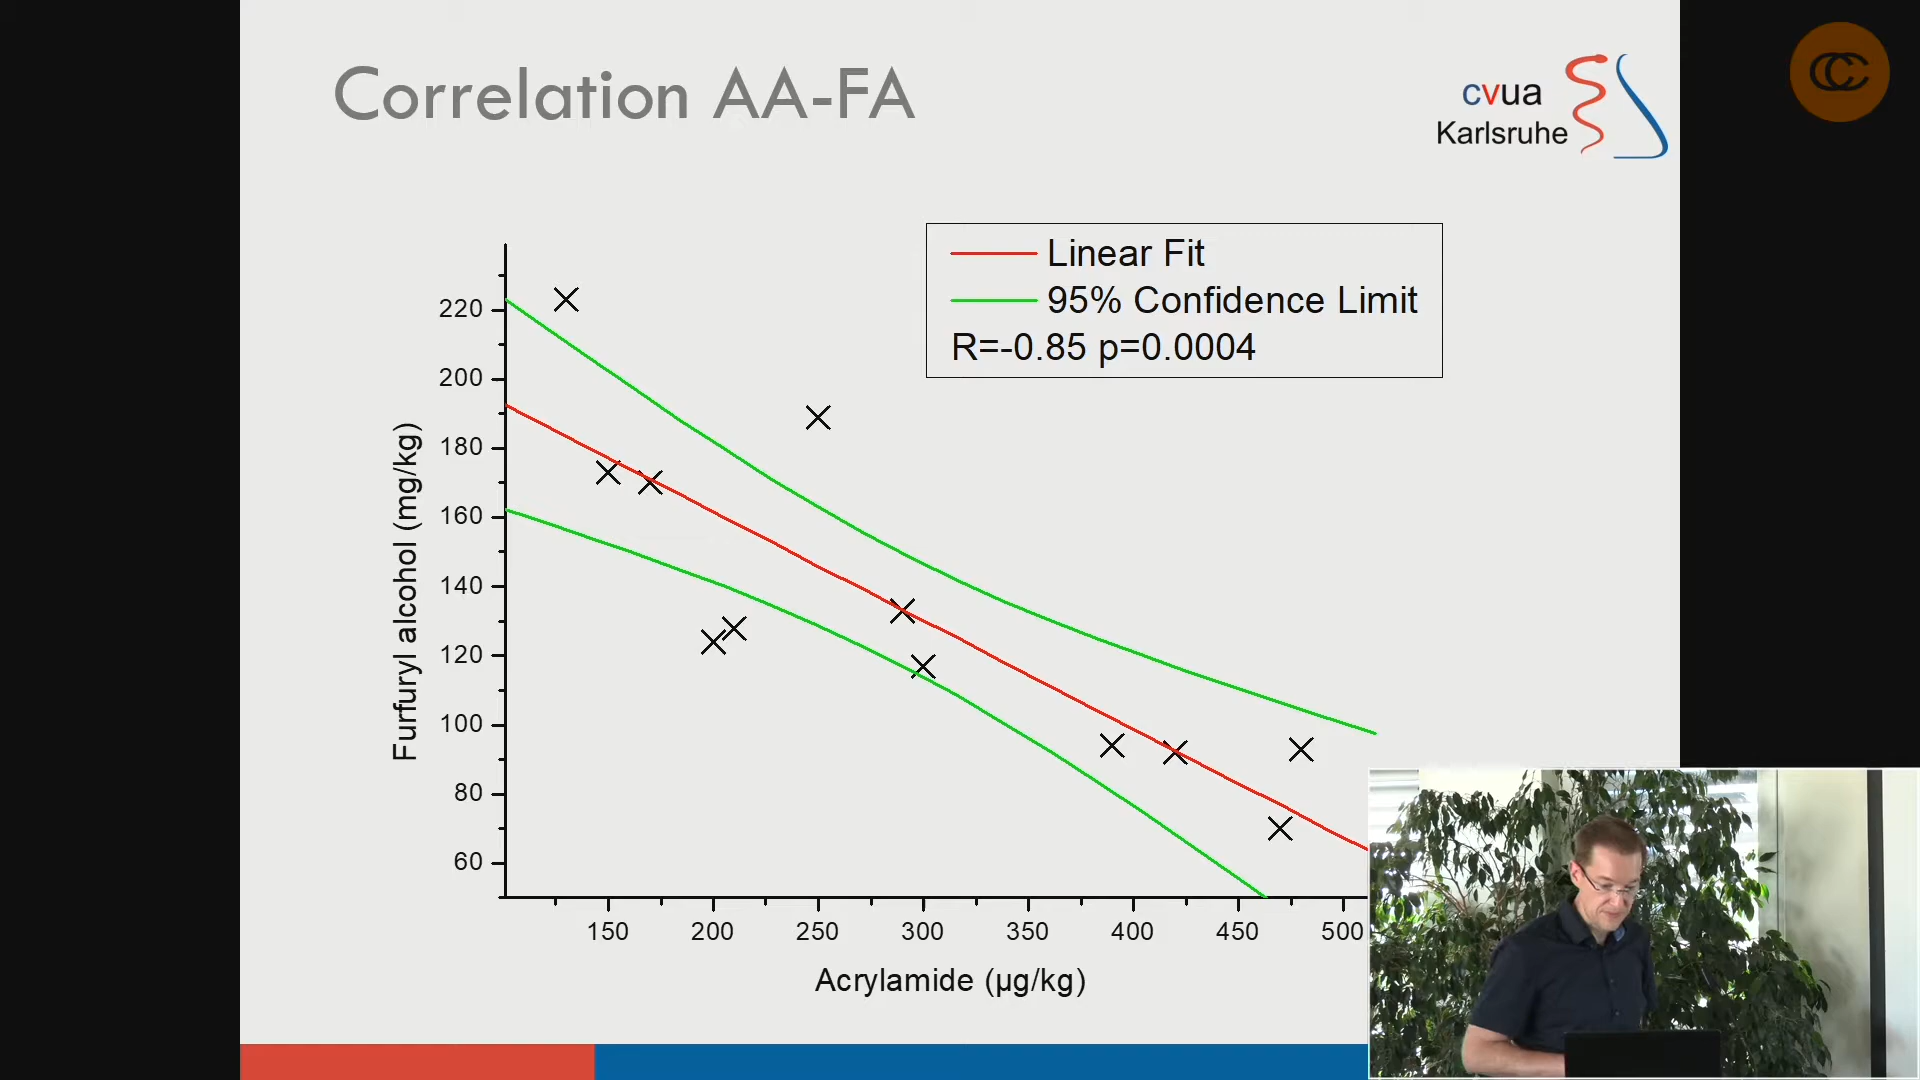 Correlation AA-FA
cvua
Karlsruhe
Linear Fit
95% Confidence Limit
R=-0.85 p=0.0004
Furfuryl alcohol (mg/kg)
220
200
180
160
140
120
100
80
60
150 200 250 300 350 400 450 500
Acrylamide (µg/kg)